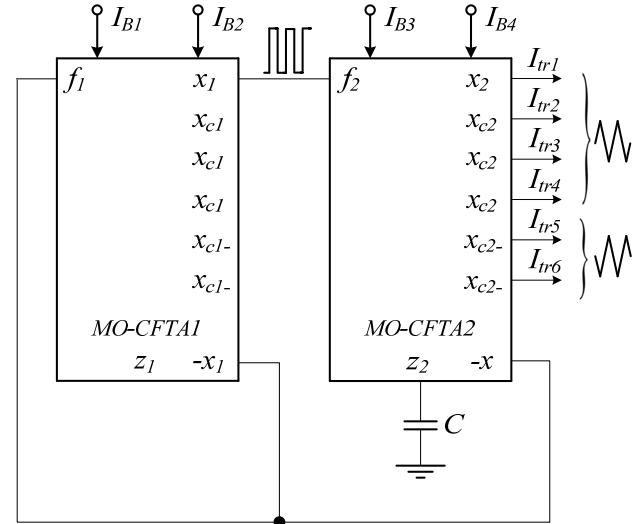 I_B1 I_B2 I_B3 I_B4
f_1 x_1 f_2 x_2 I_tr1
x_c1 x_c2 I_tr2
x_c1 x_c2 I_tr3
x_c1 x_c2 I_tr4
x_c1- x_c2- I_tr5
x_c1- x_c2- I_tr6
MO-CFTA1 MO-CFTA2
z_1 -x_1 z_2 -x
C